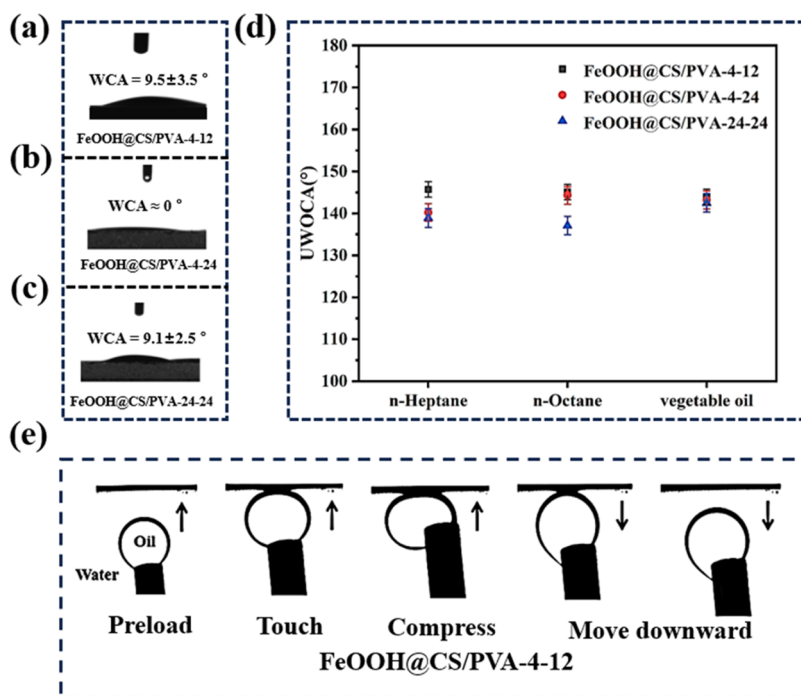 (a)
WCA = 9.5±3.5 °
FeOOH@CS/PVA-4-12
(b)
WCA ≈ 0 °
FeOOH@CS/PVA-4-24
(c)
WCA = 9.1±2.5 °
FeOOH@CS/PVA-24-24
(d)
180
170
160
150
140
130
120
110
100
UWOCA(°)
FeOOH@CS/PVA-4-12
FeOOH@CS/PVA-4-24
FeOOH@CS/PVA-24-24
n-Heptane n-Octane vegetable oil
(e)
Oil
Water
Preload Touch Compress Move downward
FeOOH@CS/PVA-4-12